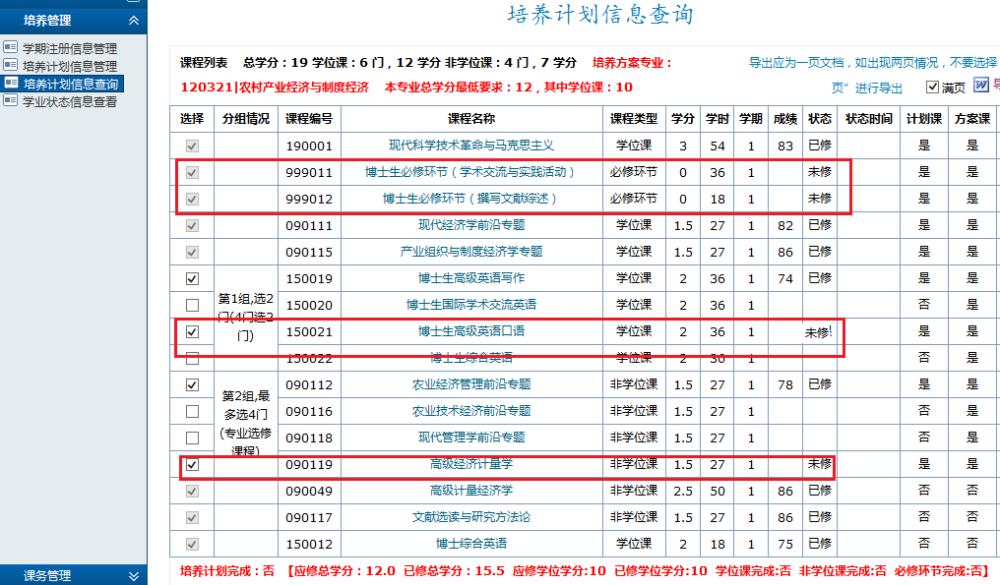 培养计划信息查询
培养管理
学期注册信息管理
培养计划信息管理
培养计划信息查询
学业状态信息查看
课务管理
课程列表 总学分：19 学位课：6 门，12 学分 非学位课：4 门，7 学分 培养方案专业：
120321|农村产业经济与制度经济 本专业总学分最低要求：12，其中学位课：10
导出应为一页文档，如出现两页情况，不要选择
页”进行导出 满页 导
选择 分组情况 课程编号 课程名称 课程类型 学分 学时 学期 成绩 状态 状态时间 计划课 方案课
190001 现代科学技术革命与马克思主义 学位课 3 54 1 83 已修 是 是
999011 博士生必修环节（学术交流与实践活动） 必修环节 0 36 1 未修 是 是
999012 博士生必修环节（撰写文献综述） 必修环节 0 18 1 未修 是 是
090111 现代经济学前沿专题 学位课 1.5 27 1 82 已修 是 是
090115 产业组织与制度经济学专题 学位课 1.5 27 1 86 已修 是 是
第1组,选2
门(4门选2
门)
150019 博士生高级英语写作 学位课 2 36 1 74 已修 是 是
150020 博士生国际学术交流英语 学位课 2 36 1 否 是
150021 博士生高级英语口语 学位课 2 36 1 未修! 是 是
150022 博士生综合英语 学位课 2 36 1 否 是
第2组,最
多选4门
(专业选修
课程)
090112 农业经济管理前沿专题 非学位课 1.5 27 1 78 已修 是 是
090116 农业技术经济前沿专题 非学位课 1.5 27 1 否 是
090118 现代管理学前沿专题 非学位课 1.5 27 1 否 是
090119 高级经济计量学 非学位课 1.5 27 1 未修 是 是
090049 高级计量经济学 非学位课 2.5 50 1 86 已修 否 否
090117 文献选读与研究方法论 非学位课 1.5 27 1 86 已修 否 否
150012 博士综合英语 学位课 2 18 1 75 已修 否 否
培养计划完成：否 【应修总学分：12.0 已修总学分：15.5 应修学位学分:10 已修学位学分:10 学位课完成:否 非学位课完成:否 必修环节完成:否】